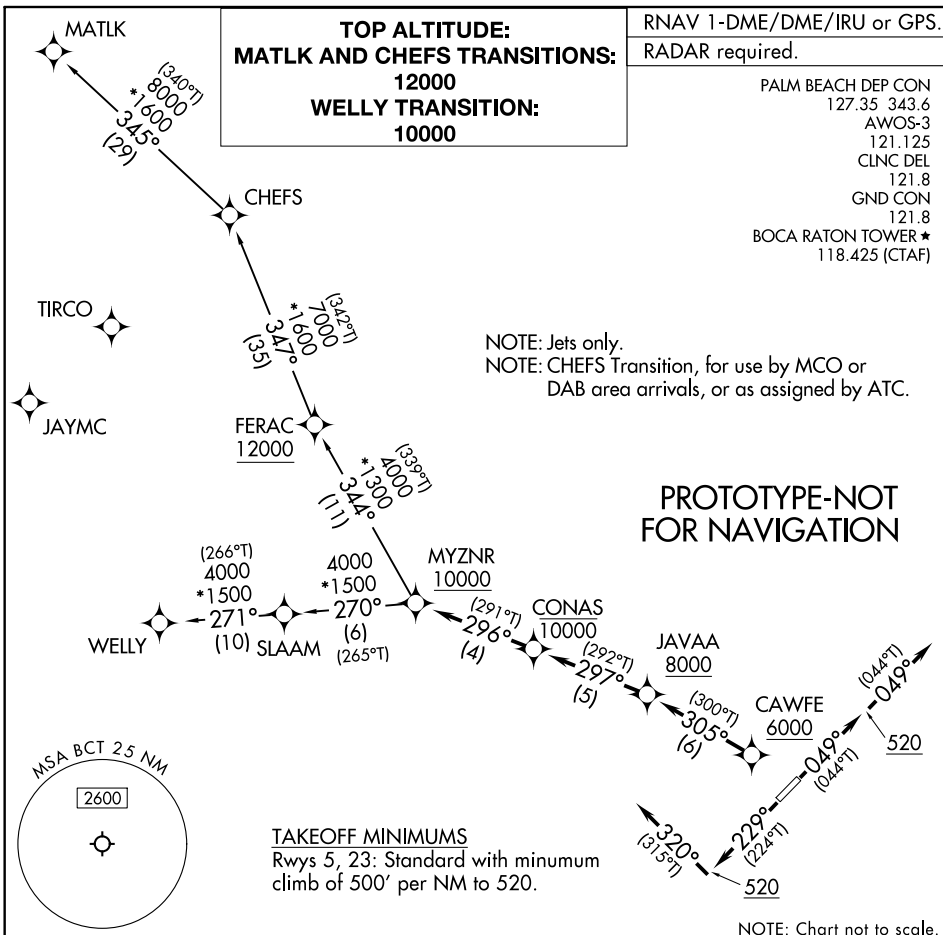 MATLK
TOP ALTITUDE:
MATLK AND CHEFS TRANSITIONS:
12000
WELLY TRANSITION:
10000
RNAV 1-DME/DME/IRU or GPS.
RADAR required.
PALM BEACH DEP CON
127.35 343.6
AWOS-3
121.125
CLNC DEL
121.8
GND CON
121.8
BOCA RATON TOWER ★
118.425 (CTAF)
(340°T)
8000
*1600
345°
(29)
CHEFS
TIRCO
JAYMC
(342°T)
7000
*1600
347°
(35)
NOTE: Jets only.
NOTE: CHEFS Transition, for use by MCO or
DAB area arrivals, or as assigned by ATC.
FERAC
12000
(339°T)
4000
*1300
344°
(11)
PROTOTYPE-NOT
FOR NAVIGATION
(266°T)
4000
*1500
271°
(10)
WELLY
SLAAM
4000
*1500
270°
(6)
(265°T)
MYZNR
10000
(291°T)
296°
(4)
CONAS
10000
(292°T)
297°
(5)
JAVAA
8000
(300°T)
305°
(6)
CAWFE
6000
(044°T)
049°
520
049°
(044°T)
229°
(224°T)
320°
(315°T)
520
MSA BCT 25 NM
2600
TAKEOFF MINIMUMS
Rwys 5, 23: Standard with minumum
climb of 500' per NM to 520.
NOTE: Chart not to scale.